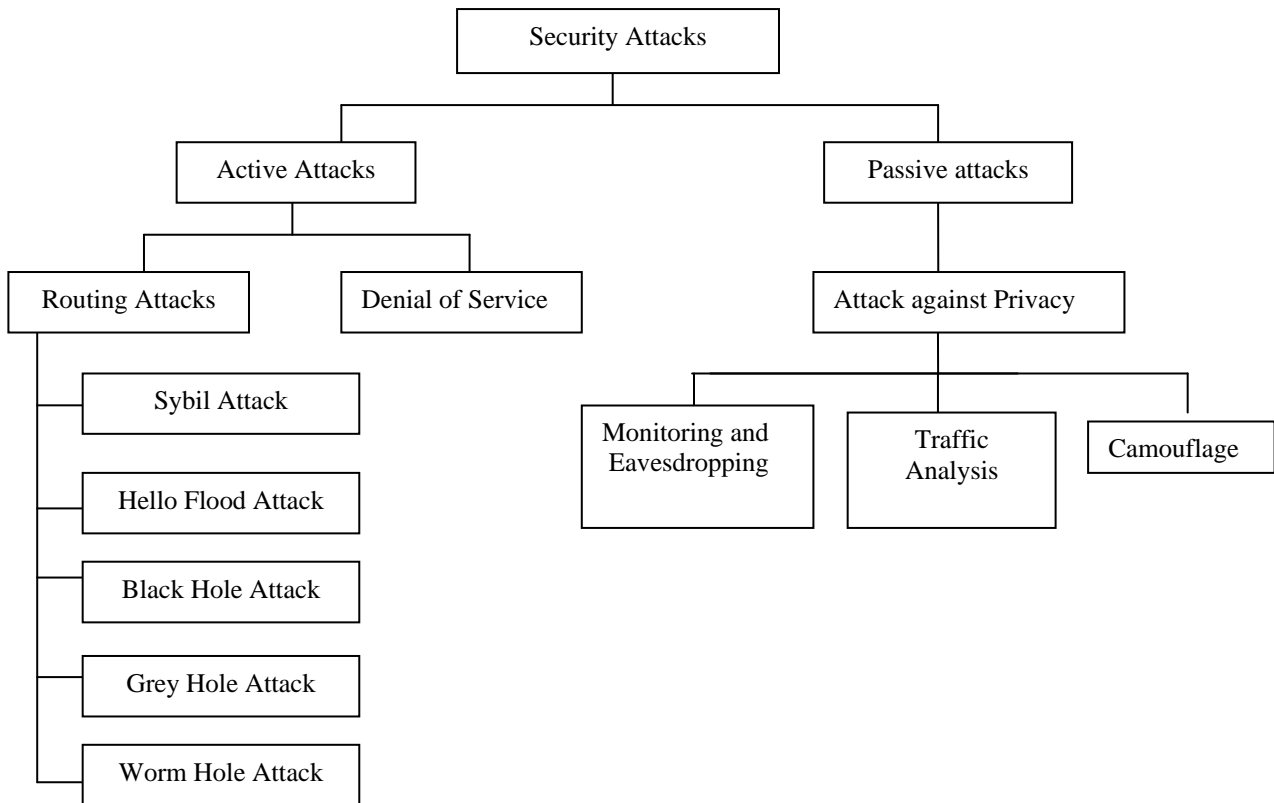 Security Attacks
Active Attacks
Passive attacks
Routing Attacks
Denial of Service
Attack against Privacy
Sybil Attack
Hello Flood Attack
Black Hole Attack
Grey Hole Attack
Worm Hole Attack
Monitoring and
Eavesdropping
Traffic
Analysis
Camouflage